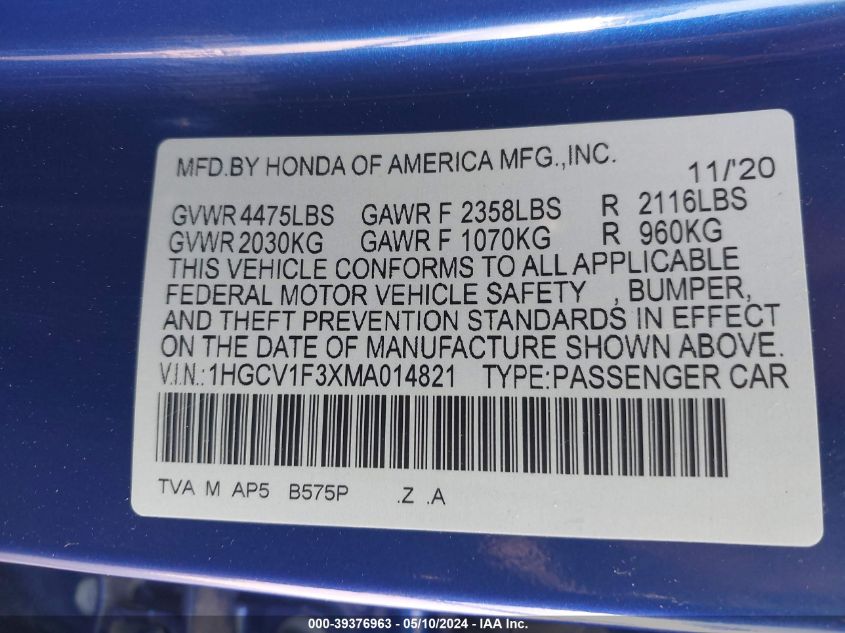 MFD.BY HONDA OF AMERICA MFG.,INC. 11/'20
GVWR 4475LBS GAWR F 2358LBS R 2116LBS
GVWR 2030KG GAWR F 1070KG R 960KG
THIS VEHICLE CONFORMS TO ALL APPLICABLE
FEDERAL MOTOR VEHICLE SAFETY , BUMPER,
AND THEFT PREVENTION STANDARDS IN EFFECT
ON THE DATE OF MANUFACTURE SHOWN ABOVE.
V.I.N.:1HGCV1F3XMA014821 TYPE:PASSENGER CAR
TVA M AP5 B575P .Z .A
000-39376963 - 05/10/2024 - IAA Inc.